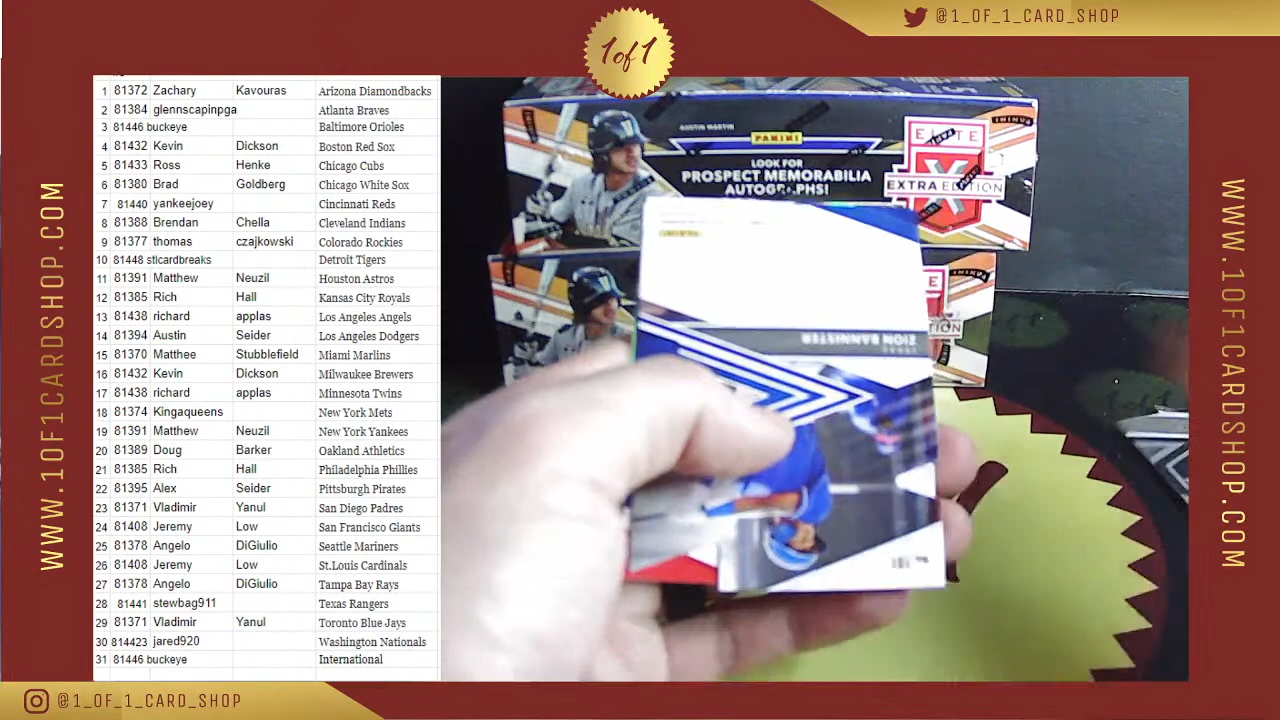 @1_OF_1_CARD_SHOP
1of1
1 81372 Zachary Kavouras Arizona Diamondbacks
2 81384 glennscapinpga Atlanta Braves
3 81446 buckeye Baltimore Orioles
4 81432 Kevin Dickson Boston Red Sox
5 81433 Ross Henke Chicago Cubs
6 81380 Brad Goldberg Chicago White Sox
7 81440 yankeejoey Cincinnati Reds
8 81388 Brendan Chella Cleveland Indians
9 81377 thomas czajkowski Colorado Rockies
10 81448 stlcardbreaks Detroit Tigers
11 81391 Matthew Neuzil Houston Astros
12 81385 Rich Hall Kansas City Royals
13 81438 richard applas Los Angeles Angels
14 81394 Austin Seider Los Angeles Dodgers
15 81370 Matthee Stubblefield Miami Marlins
16 81432 Kevin Dickson Milwaukee Brewers
17 81438 richard applas Minnesota Twins
18 81374 Kingaqueens New York Mets
19 81391 Matthew Neuzil New York Yankees
20 81389 Doug Barker Oakland Athletics
21 81385 Rich Hall Philadelphia Phillies
22 81395 Alex Seider Pittsburgh Pirates
23 81371 Vladimir Yanul San Diego Padres
24 81408 Jeremy Low San Francisco Giants
25 81378 Angelo DiGiulio Seattle Mariners
26 81408 Jeremy Low St.Louis Cardinals
27 81378 Angelo DiGiulio Tampa Bay Rays
28 81441 stewbag911 Texas Rangers
29 81371 Vladimir Yanul Toronto Blue Jays
30 814423 jared920 Washington Nationals
31 81446 buckeye International
AUSTIN MARTIN
PANINI
LOOK FOR
PROSPECT MEMORABILIA
AUTOGRAPHS!
ELITE
X
EXTRA EDITION
PANINI
ZION BANNISTER
WWW.1OF1CARDSHOP.COM
WWW.1OF1CARDSHOP.COM
@1_OF_1_CARD_SHOP